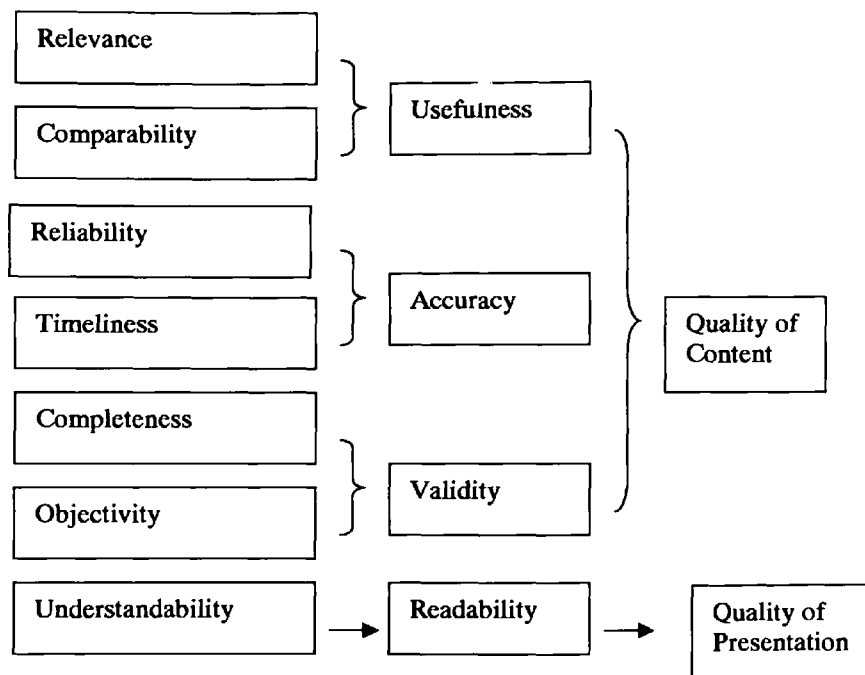 Relevance
Comparability
Usefulness
Reliability
Timeliness
Accuracy
Completeness
Objectivity
Validity
Quality of
Content
Understandability
Readability
Quality of
Presentation